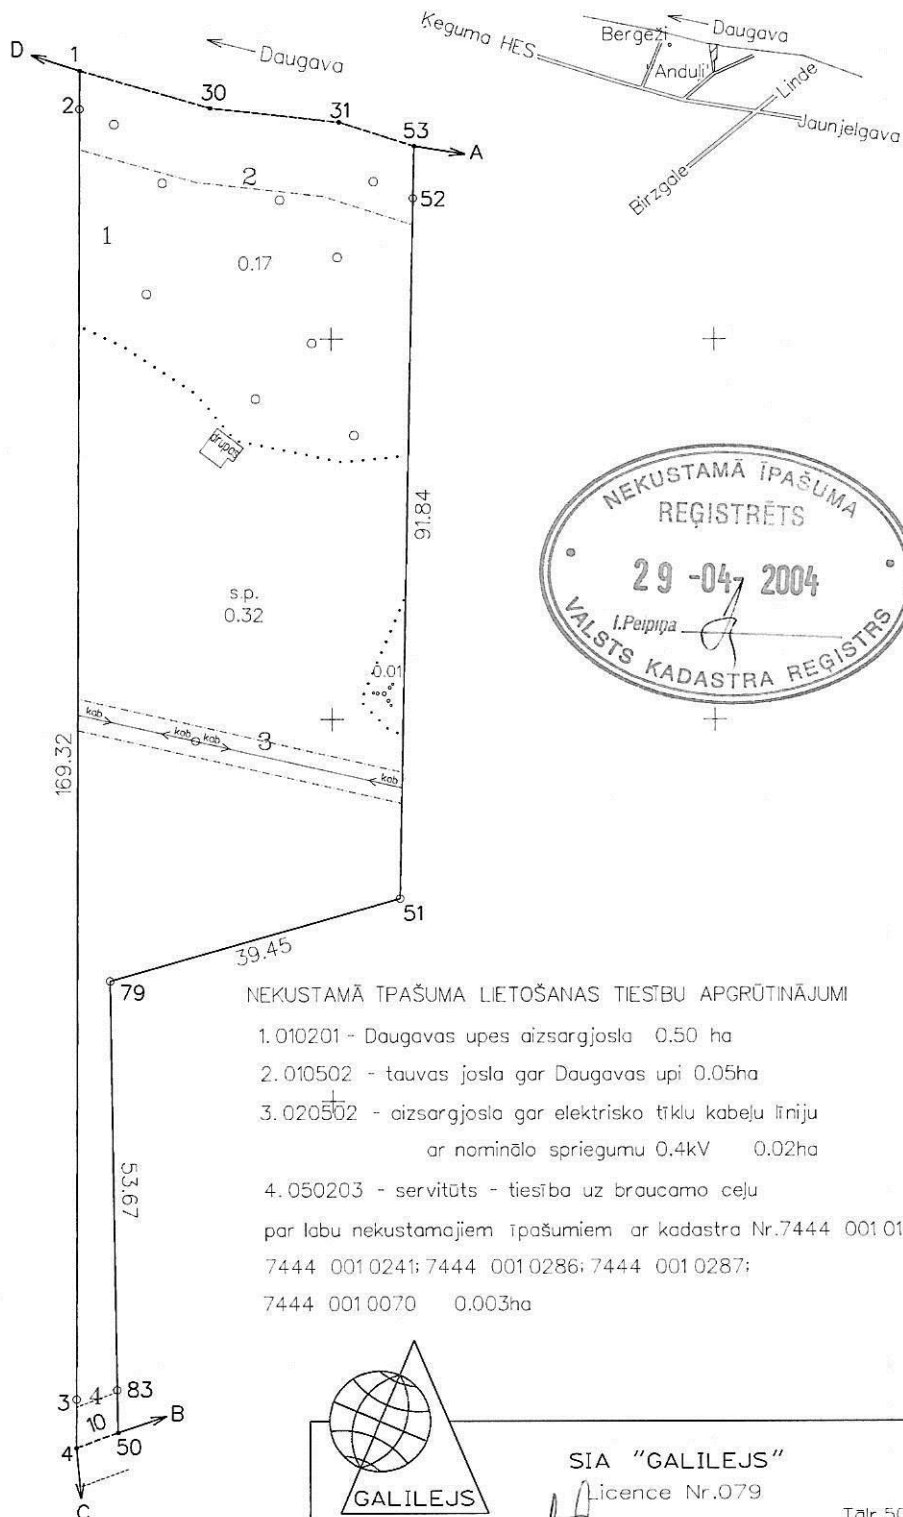 D
1
Daugava
Ķeguma HES
Bergeži
Daugava
"Anduļi"
Linde
Jaunjelgava
Birzgale
2
30
31
53
A
2
52
1
0.17
drupas
91.84
NEKUSTAMĀ ĪPAŠUMA
REĢISTRĒTS
29 -04- 2004
I.Peipiņa
VALSTS KADASTRA REĢISTRS
s.p.
0.32
0.01
kab
kab
kab
3
kab
169.32
51
39.45
79
NEKUSTAMĀ ĪPAŠUMA LIETOŠANAS TIESĪBU APGRŪTINĀJUMI
1. 010201 - Daugavas upes aizsargjosla 0.50 ha
2. 010502 - tauvas josla gar Daugavas upi 0.05ha
3. 020502 - aizsargjosla gar elektrisko tīklu kabeļu līniju
ar nominālo spriegumu 0.4kV 0.02ha
4. 050203 - servitūts - tiesība uz braucamo ceļu
par labu nekustamajiem īpašumiem ar kadastra Nr.7444 001 01
7444 001 0241; 7444 001 0286; 7444 001 0287;
7444 001 0070 0.003ha
53.67
3
4
83
10
B
4
50
C
GALILEJS
SIA "GALILEJS"
Licence Nr.079
Tālr.50